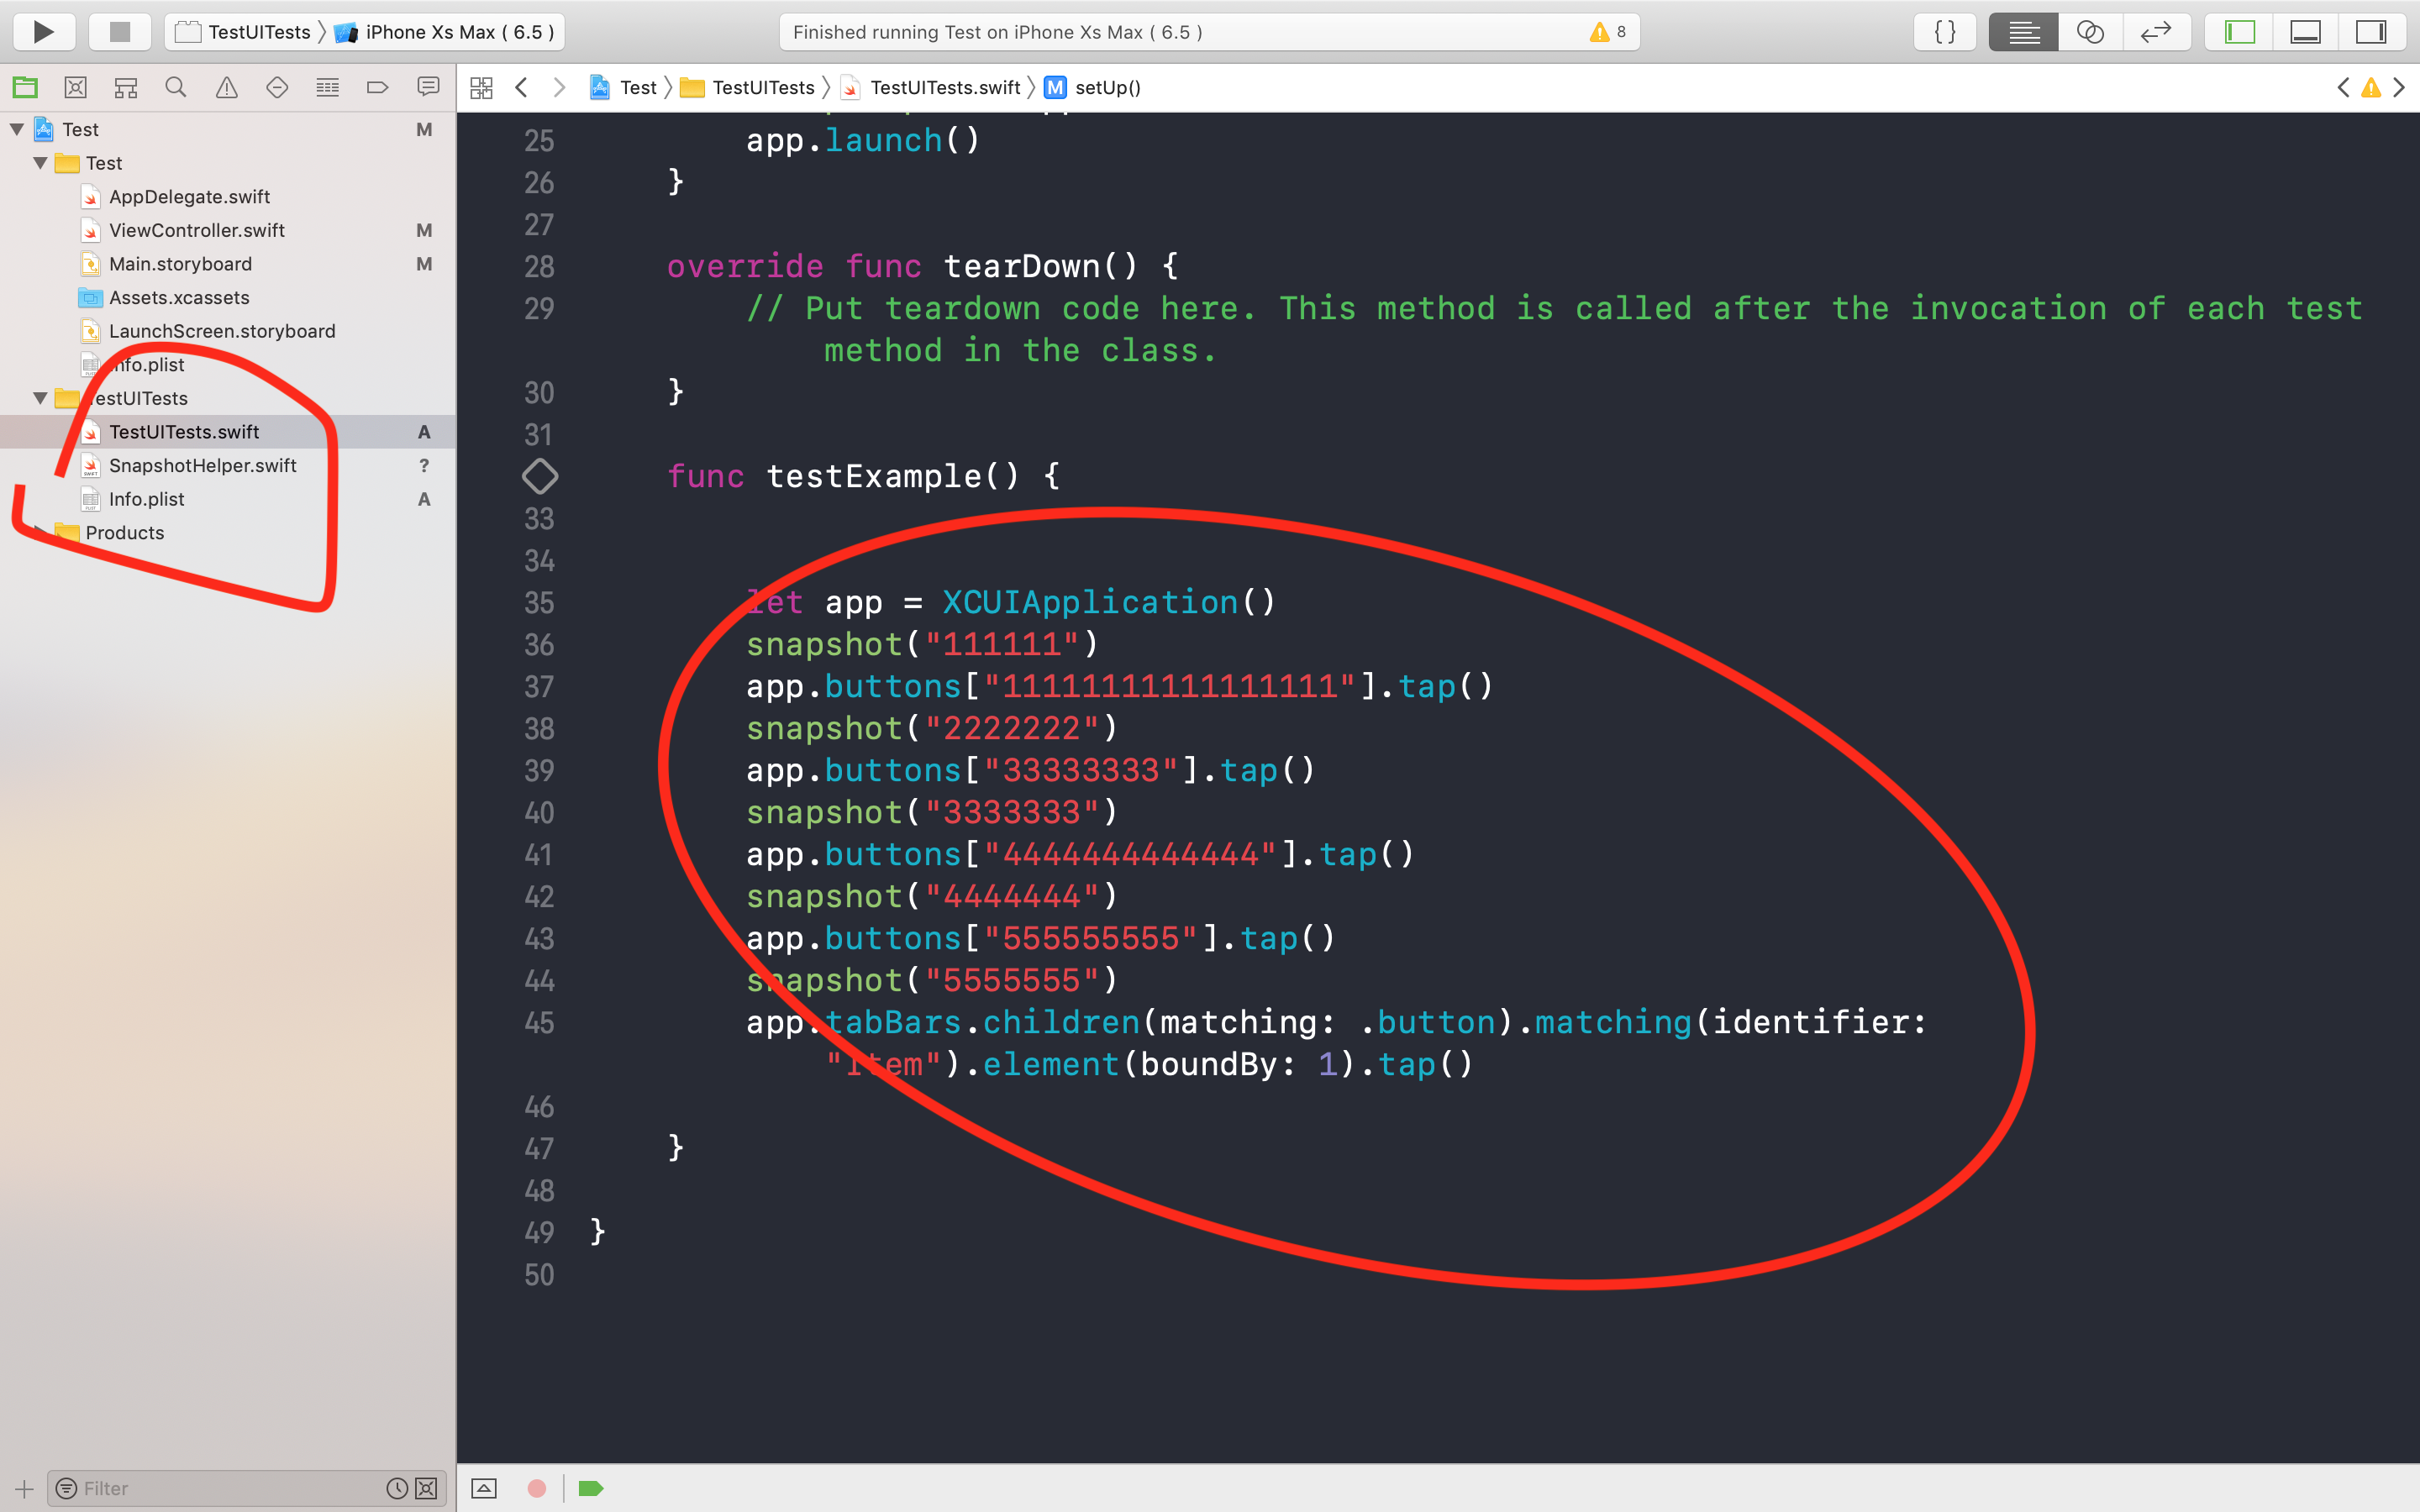 TestUITests 〉 iPhone Xs Max ( 6.5 )
Finished running Test on iPhone Xs Max ( 6.5 )
8
{ }
Test 〉 TestUITests 〉 TestUITests.swift 〉 M setUp()
Test M
Test
AppDelegate.swift
ViewController.swift M
Main.storyboard M
Assets.xcassets
LaunchScreen.storyboard
Info.plist
TestUITests
TestUITests.swift A
SnapshotHelper.swift ?
Info.plist A
Products
Filter
25 app.launch()
26 }
27
28 override func tearDown() {
29 // Put teardown code here. This method is called after the invocation of each test
method in the class.
30 }
31
func testExample() {
33
34
35 let app = XCUIApplication()
36 snapshot("111111")
37 app.buttons["11111111111111111"].tap()
38 snapshot("2222222")
39 app.buttons["33333333"].tap()
40 snapshot("3333333")
41 app.buttons["4444444444444"].tap()
42 snapshot("4444444")
43 app.buttons["555555555"].tap()
44 snapshot("5555555")
45 app.tabBars.children(matching: .button).matching(identifier:
"Item").element(boundBy: 1).tap()
46
47 }
48
49 }
50